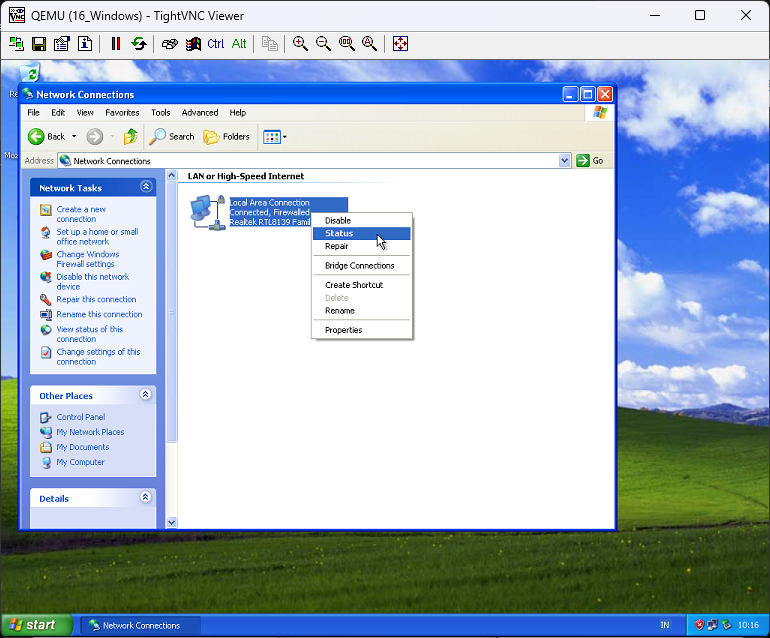 QEMU (16_Windows) - TightVNC Viewer
Ctrl Alt
Network Connections
File Edit View Favorites Tools Advanced Help
Back Search Folders
Address Network Connections Go
Network Tasks
Create a new
connection
Set up a home or small
office network
Change Windows
Firewall settings
Disable this network
device
Repair this connection
Rename this connection
View status of this
connection
Change settings of this
connection
Other Places
Control Panel
My Network Places
My Documents
My Computer
Details
LAN or High-Speed Internet
Local Area Connection
Connected, Firewalled
Realtek RTL8139 Fami
Disable
Status
Repair
Bridge Connections
Create Shortcut
Delete
Rename
Properties
start Network Connections IN 10:16